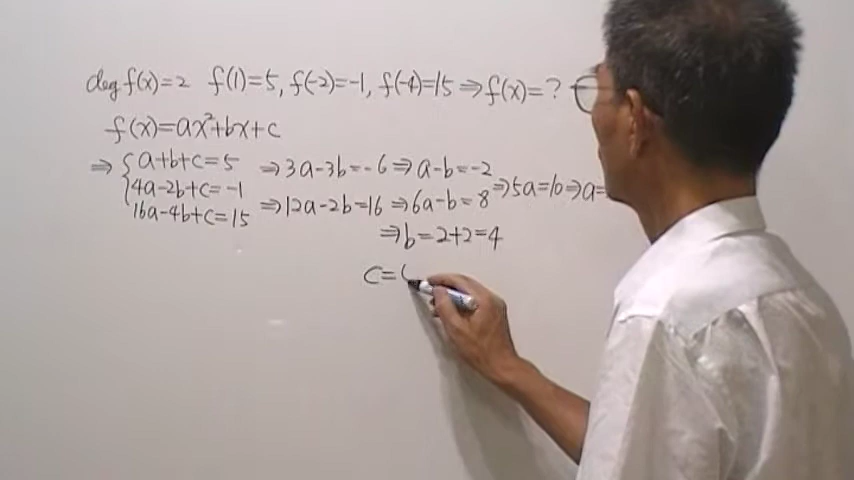 deg f(x)=2 f(1)=5, f(-2)=-1, f(-4)=15 ⇒ f(x)=?
f(x)=ax²+bx+c
⇒ { a+b+c=5 ⇒ 3a-3b=-6 ⇒ a-b=-2
4a-2b+c=-1 ⇒ 5a=10 ⇒ a=
16a-4b+c=15 ⇒ 12a-2b=16 ⇒ 6a-b=8
⇒ b=2+2=4
c=